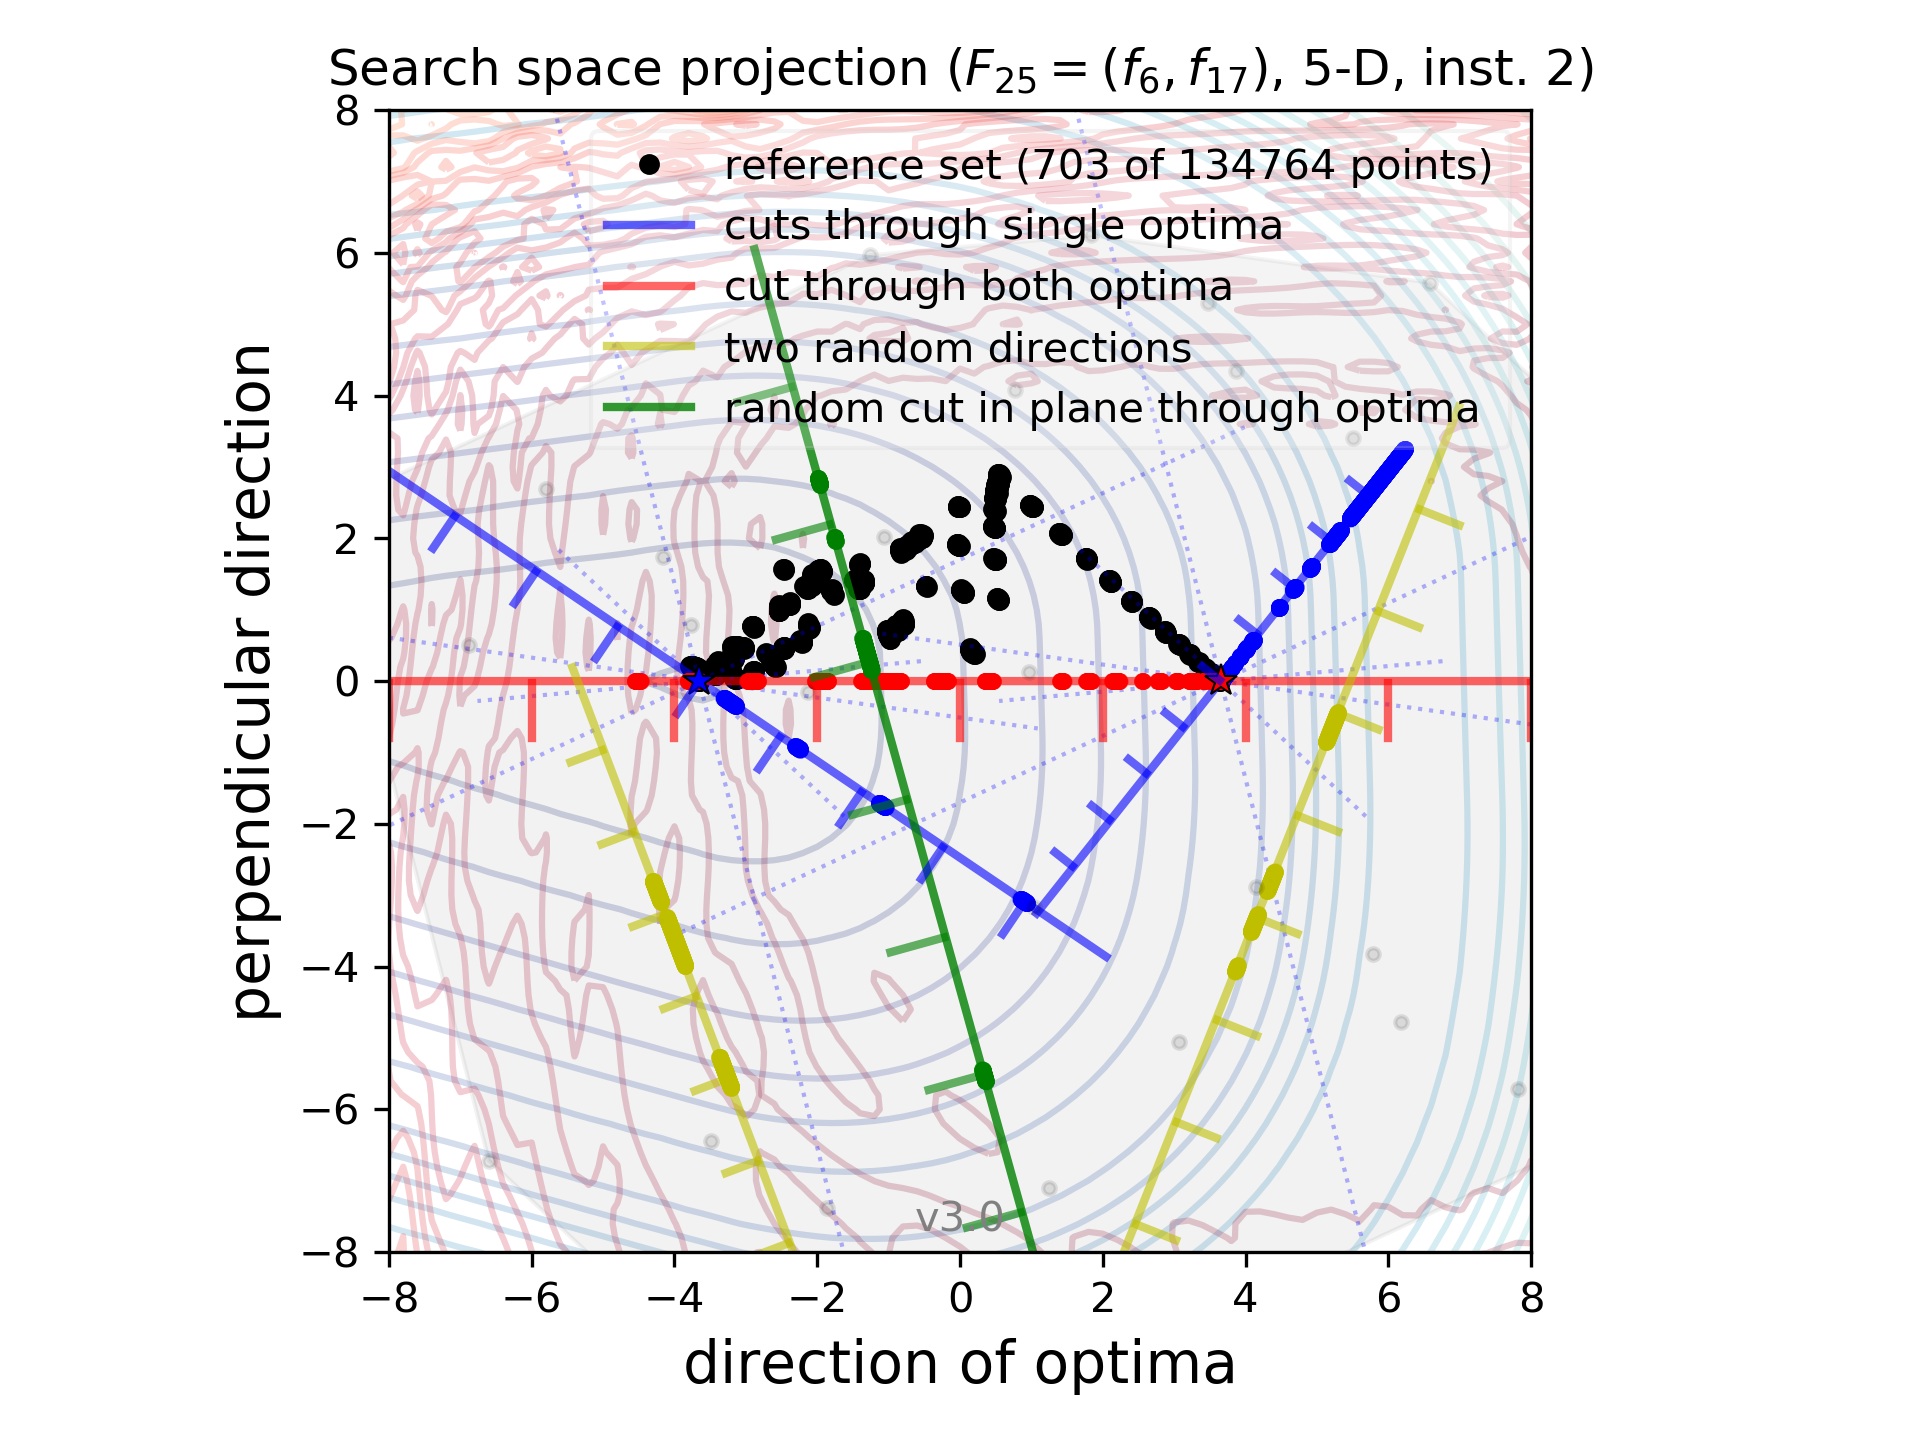 Search space projection (F₂₅ = (f₆, f₁₇), 5-D, inst. 2)
reference set (703 of 134764 points)
cuts through single optima
cut through both optima
two random directions
random cut in plane through optima
perpendicular direction
8
6
4
2
0
−2
−4
−6
−8
v3.0
−8 −6 −4 −2 0 2 4 6 8
direction of optima